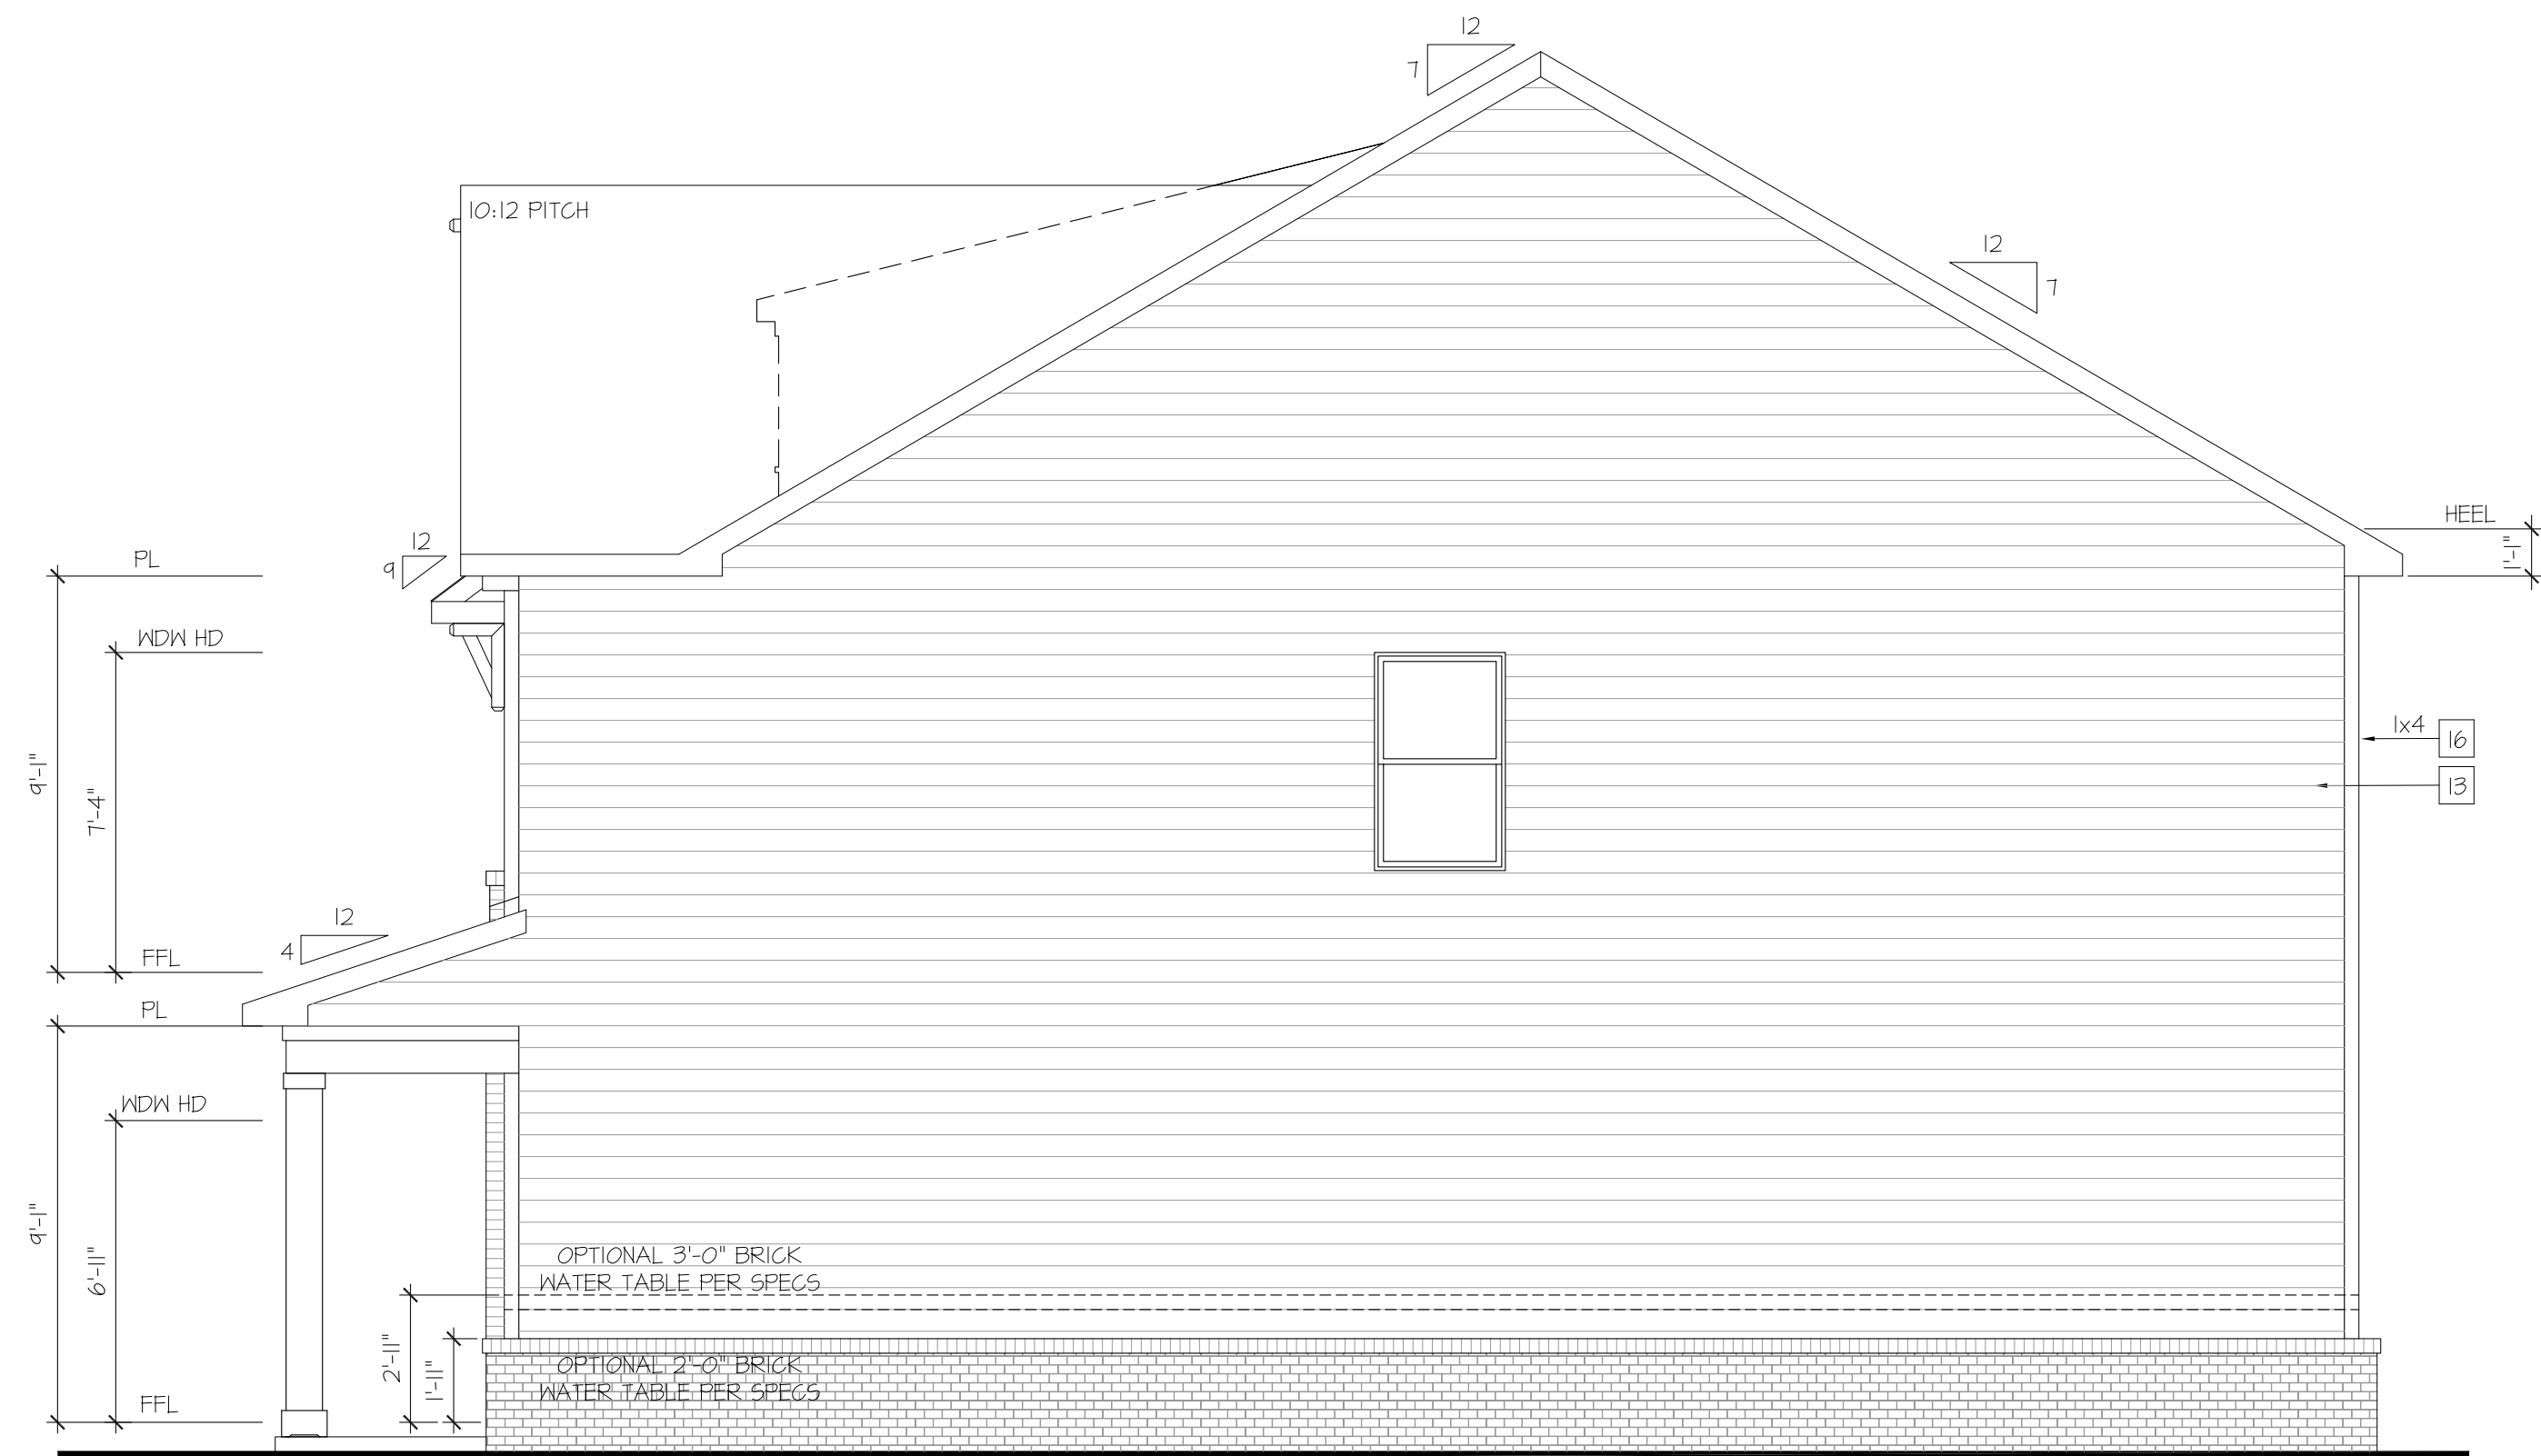 12
7
10:12 PITCH
12
7
HEEL
1'-1"
12
9
PL
WDW HD
1x4
16
13
9'-1"
7'-4"
12
4
FFL
PL
WDW HD
9'-1"
6'-11"
OPTIONAL 3'-0" BRICK
WATER TABLE PER SPECS
2'-11"
1'-11"
OPTIONAL 2'-0" BRICK
WATER TABLE PER SPECS
FFL